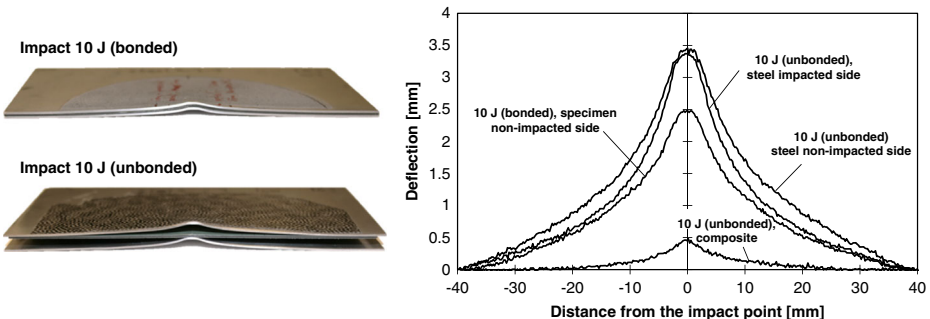 Impact 10 J (bonded)
Impact 10 J (unbonded)
Deflection [mm]
4
3.5
3
2.5
2
1.5
1
0.5
0
10 J (unbonded),
steel impacted side
10 J (bonded), specimen
non-impacted side
10 J (unbonded)
steel non-impacted side
10 J (unbonded),
composite
-40 -30 -20 -10 0 10 20 30 40
Distance from the impact point [mm]